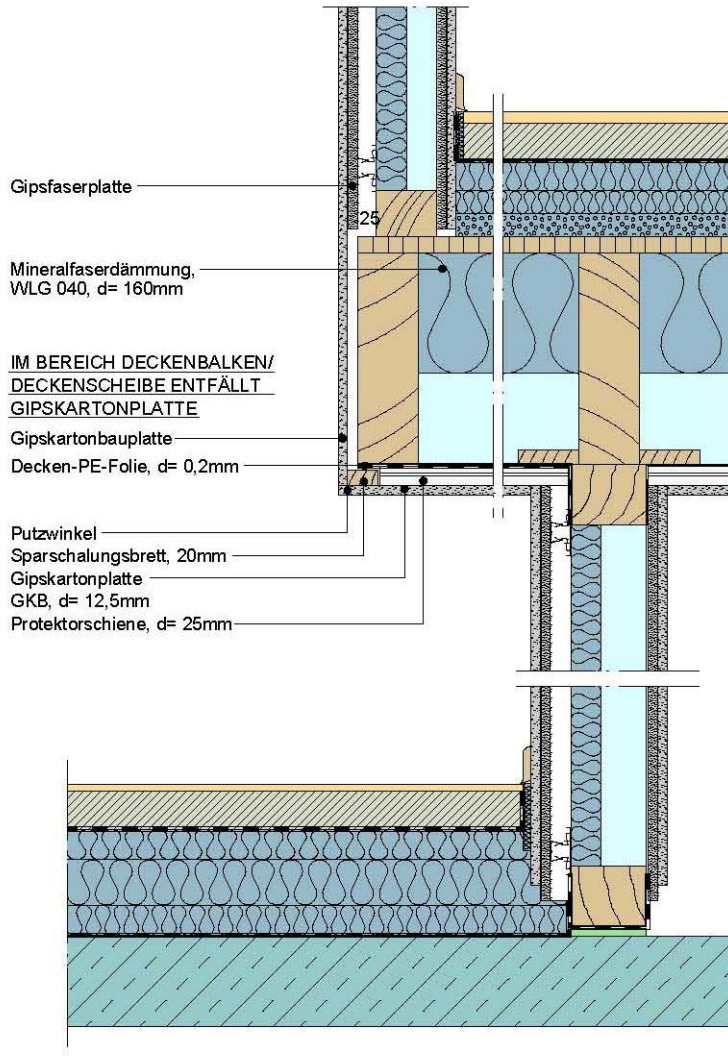 Gipsfaserplatte
25
Mineralfaserdämmung,
WLG 040, d= 160mm
IM BEREICH DECKENBALKEN/
DECKENSCHEIBE ENTFÄLLT
GIPSKARTONPLATTE
Gipskartonbauplatte
Decken-PE-Folie, d= 0,2mm
Putzwinkel
Sparschalungsbrett, 20mm
Gipskartonplatte
GKB, d= 12,5mm
Protektorschiene, d= 25mm